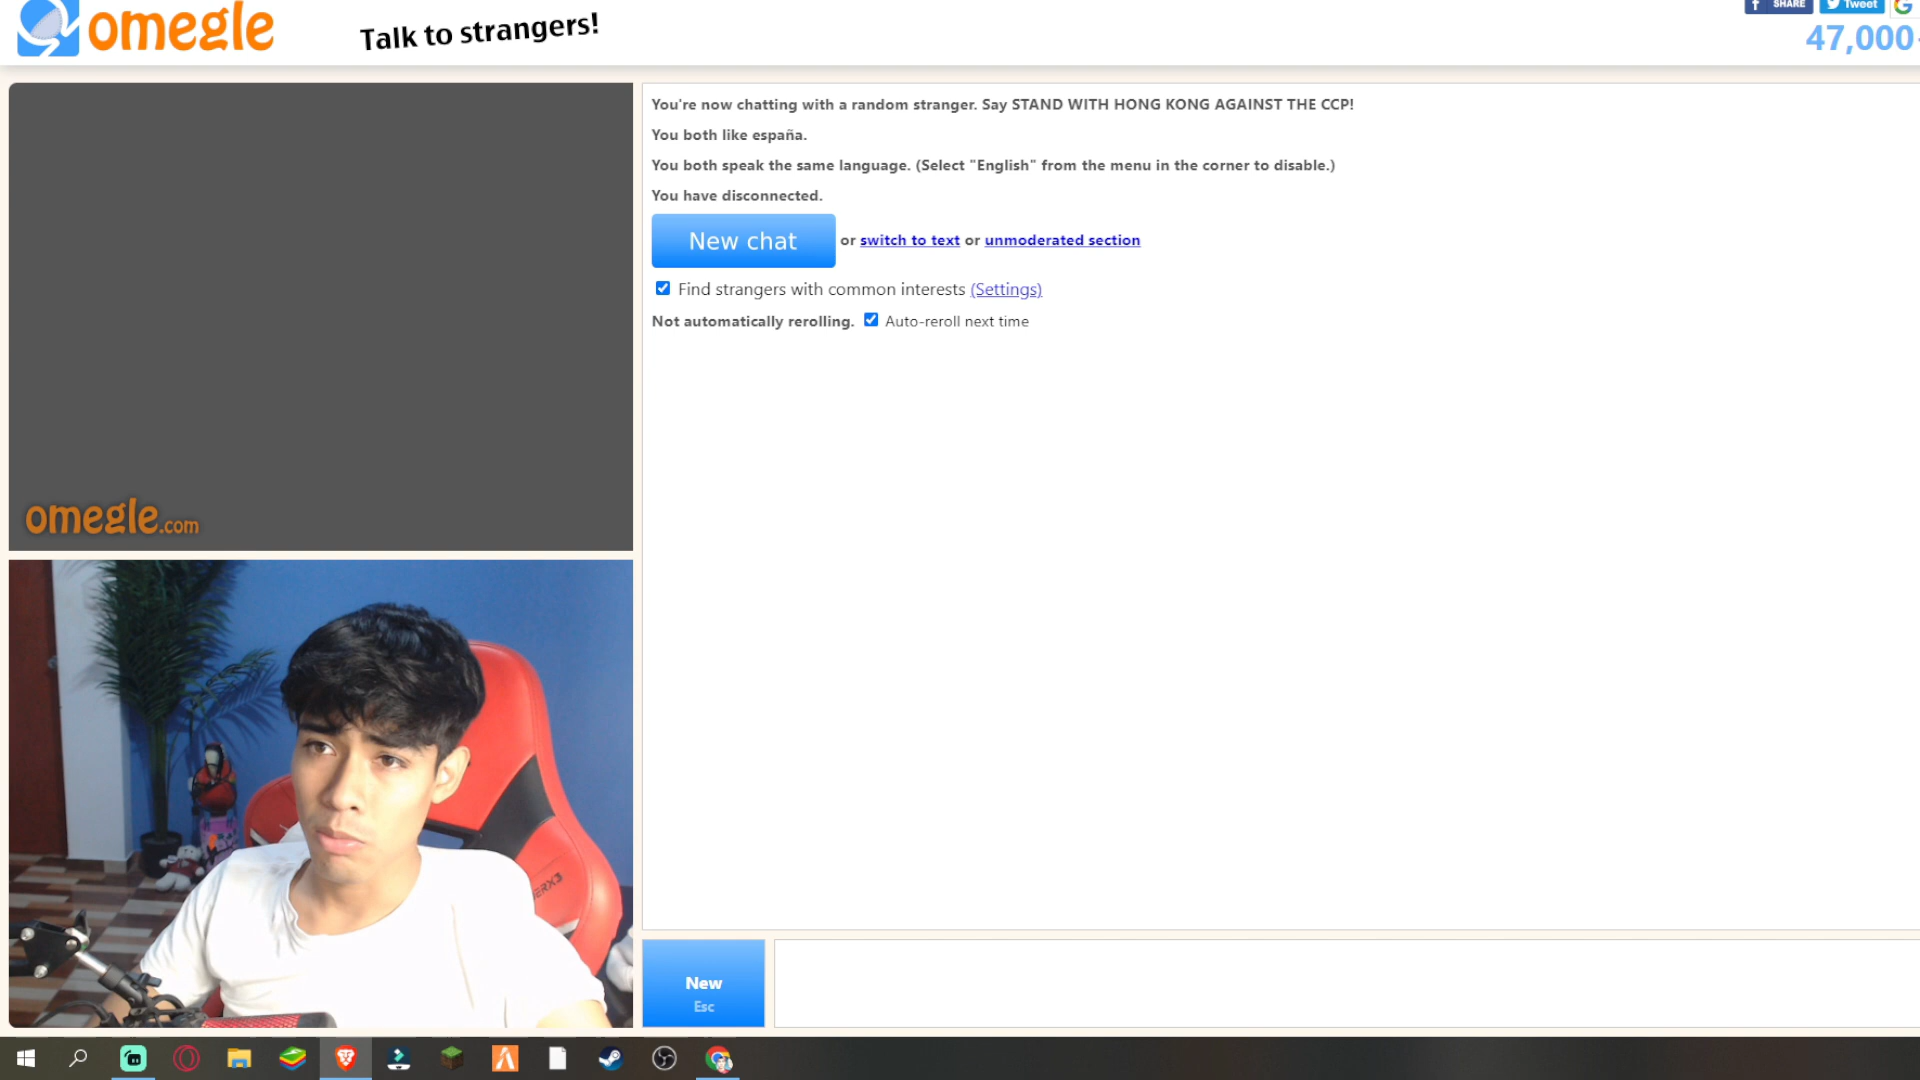 omegle
Talk to strangers!
f SHARE
Tweet
G
47,000
You're now chatting with a random stranger. Say STAND WITH HONG KONG AGAINST THE CCP!
You both like españa.
You both speak the same language. (Select "English" from the menu in the corner to disable.)
You have disconnected.
New chat or switch to text or unmoderated section
Find strangers with common interests (Settings)
Not automatically rerolling. Auto-reroll next time
omegle.com
New
Esc